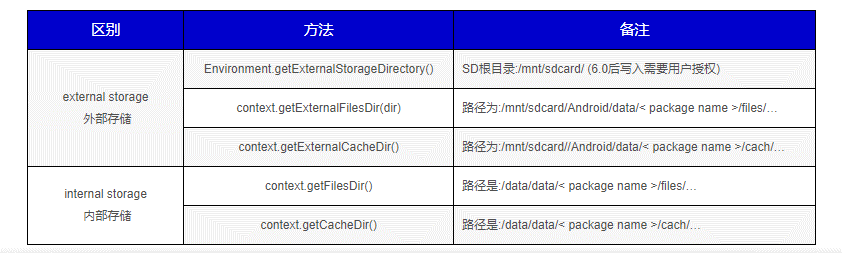 区别 方法 备注
external storage
外部存储
Environment.getExternalStorageDirectory() SD根目录:/mnt/sdcard/ (6.0后写入需要用户授权)
context.getExternalFilesDir(dir) 路径为:/mnt/sdcard/Android/data/< package name >/files/…
context.getExternalCacheDir() 路径为:/mnt/sdcard//Android/data/< package name >/cach/…
internal storage
内部存储
context.getFilesDir() 路径是:/data/data/< package name >/files/…
context.getCacheDir() 路径是:/data/data/< package name >/cach/…